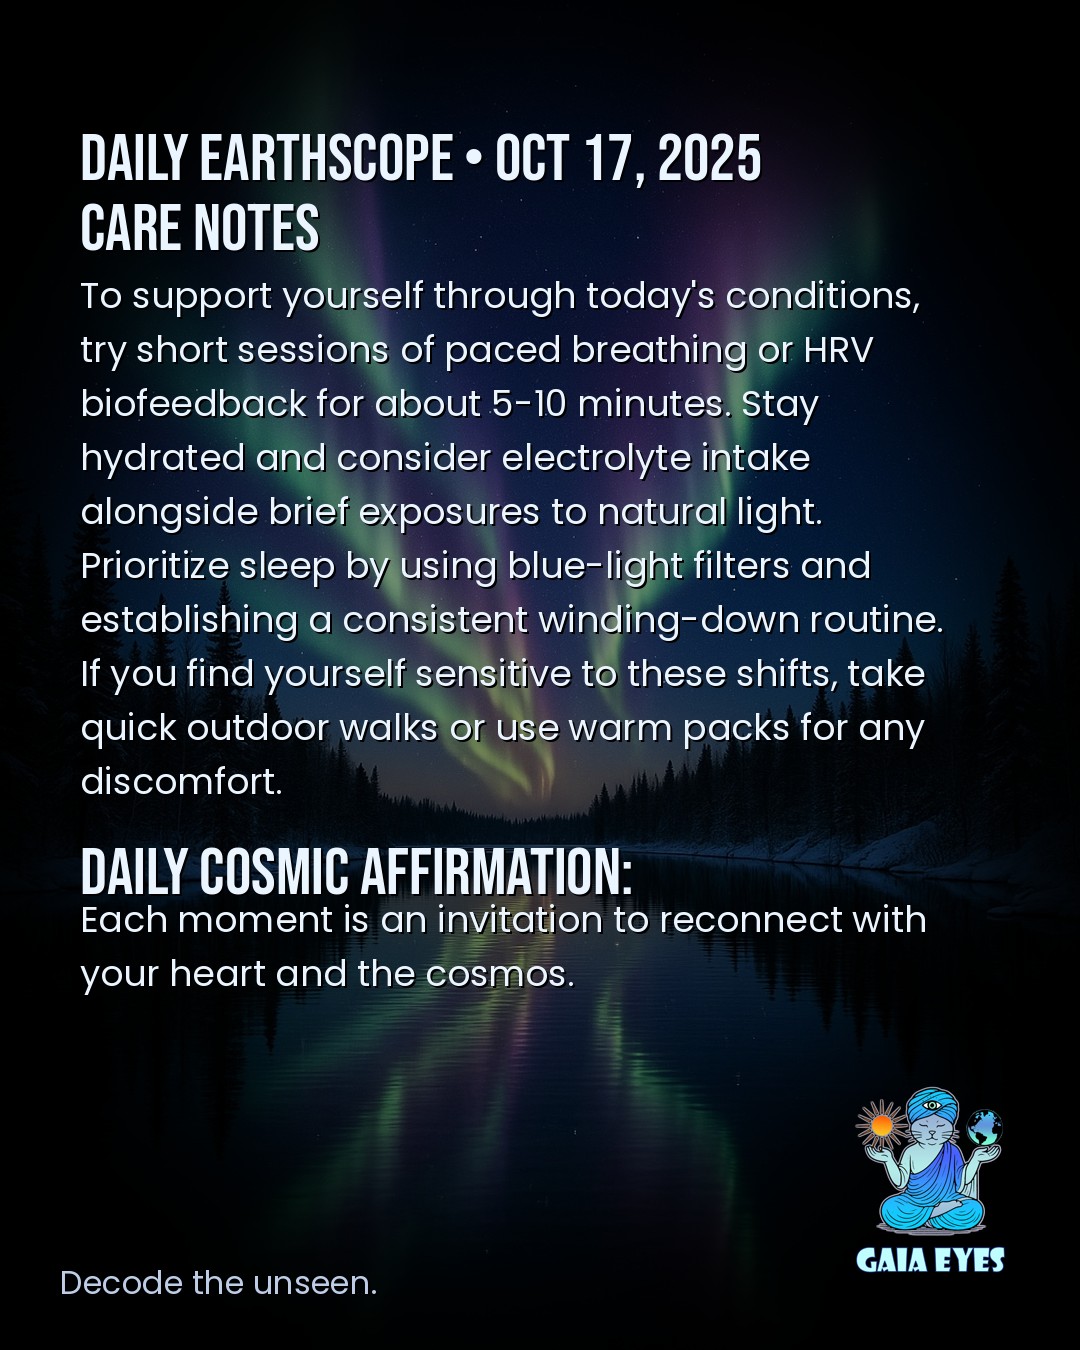 DAILY EARTHSCOPE • OCT 17, 2025
CARE NOTES
To support yourself through today's conditions,
try short sessions of paced breathing or HRV
biofeedback for about 5-10 minutes. Stay
hydrated and consider electrolyte intake
alongside brief exposures to natural light.
Prioritize sleep by using blue-light filters and
establishing a consistent winding-down routine.
If you find yourself sensitive to these shifts, take
quick outdoor walks or use warm packs for any
discomfort.
DAILY COSMIC AFFIRMATION:
Each moment is an invitation to reconnect with
your heart and the cosmos.
GAIA EYES
Decode the unseen.